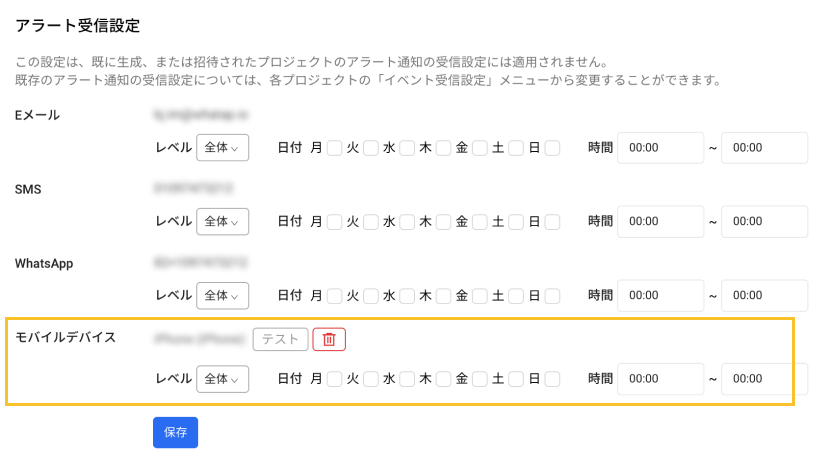 アラート受信設定
この設定は、既に生成、または招待されたプロジェクトのアラート通知の受信設定には適用されません。
既存のアラート通知の受信設定については、各プロジェクトの「イベント受信設定」メニューから変更することができます。
Eメール
レベル 全体 日付 月 火 水 木 金 土 日 時間 00:00 ~ 00:00
SMS
レベル 全体 日付 月 火 水 木 金 土 日 時間 00:00 ~ 00:00
WhatsApp
レベル 全体 日付 月 火 水 木 金 土 日 時間 00:00 ~ 00:00
モバイルデバイス テスト
レベル 全体 日付 月 火 水 木 金 土 日 時間 00:00 ~ 00:00
保存